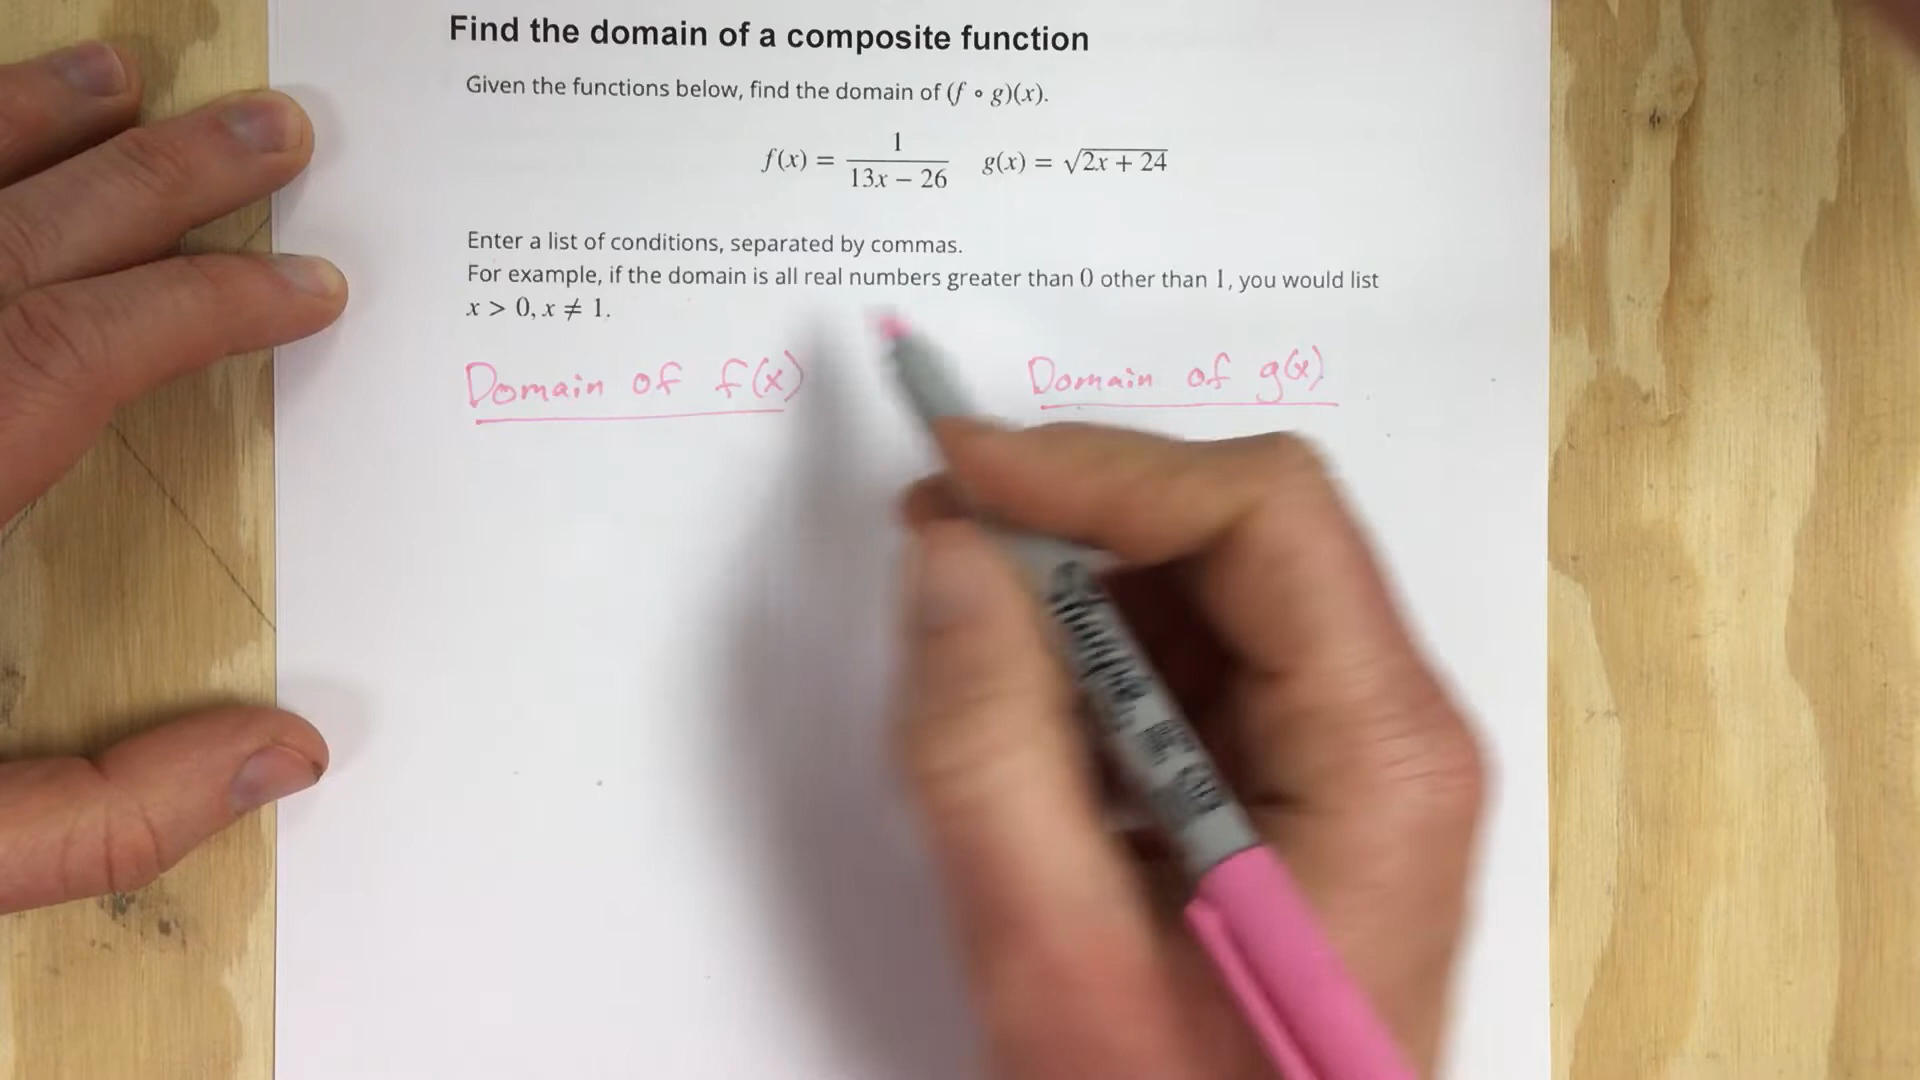 Find the domain of a composite function
Given the functions below, find the domain of (f ∘ g)(x).
f(x) = 1/(13x − 26)   g(x) = √(2x + 24)
Enter a list of conditions, separated by commas.
For example, if the domain is all real numbers greater than 0 other than 1, you would list
x > 0, x ≠ 1.
Domain of f(x)   Domain of g(x)